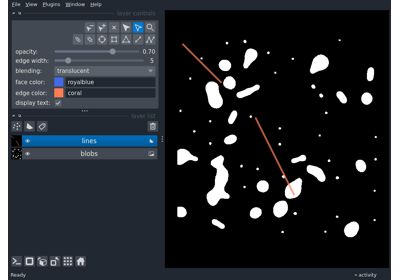 File View Plugins Window Help
layer controls
opacity: 0.70
edge width: 5
blending: translucent
face color: royalblue
edge color: coral
display text:
layer list
lines
blobs
Ready
activity